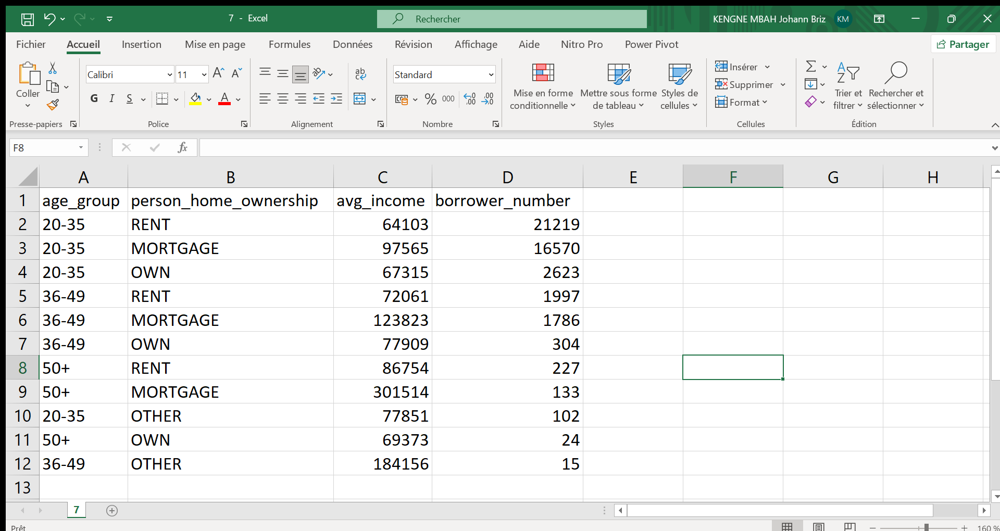 7 - Excel
Rechercher
KENGNE MBAH Johann Briz KM
Fichier Accueil Insertion Mise en page Formules Données Révision Affichage Aide Nitro Pro Power Pivot Partager
Coller
Presse-papiers
Calibri 11
G I S
Police
Alignement
Standard
% 000
Nombre
Mise en forme conditionnelle
Mettre sous forme de tableau
Styles de cellules
Styles
Insérer
Supprimer
Format
Cellules
Trier et filtrer
Rechercher et sélectionner
Édition
F8 fx
A B C D E F G H
1 age_group person_home_ownership avg_income borrower_number
2 20-35 RENT 64103 21219
3 20-35 MORTGAGE 97565 16570
4 20-35 OWN 67315 2623
5 36-49 RENT 72061 1997
6 36-49 MORTGAGE 123823 1786
7 36-49 OWN 77909 304
8 50+ RENT 86754 227
9 50+ MORTGAGE 301514 133
10 20-35 OTHER 77851 102
11 50+ OWN 69373 24
12 36-49 OTHER 184156 15
13
7
Prêt 160 %